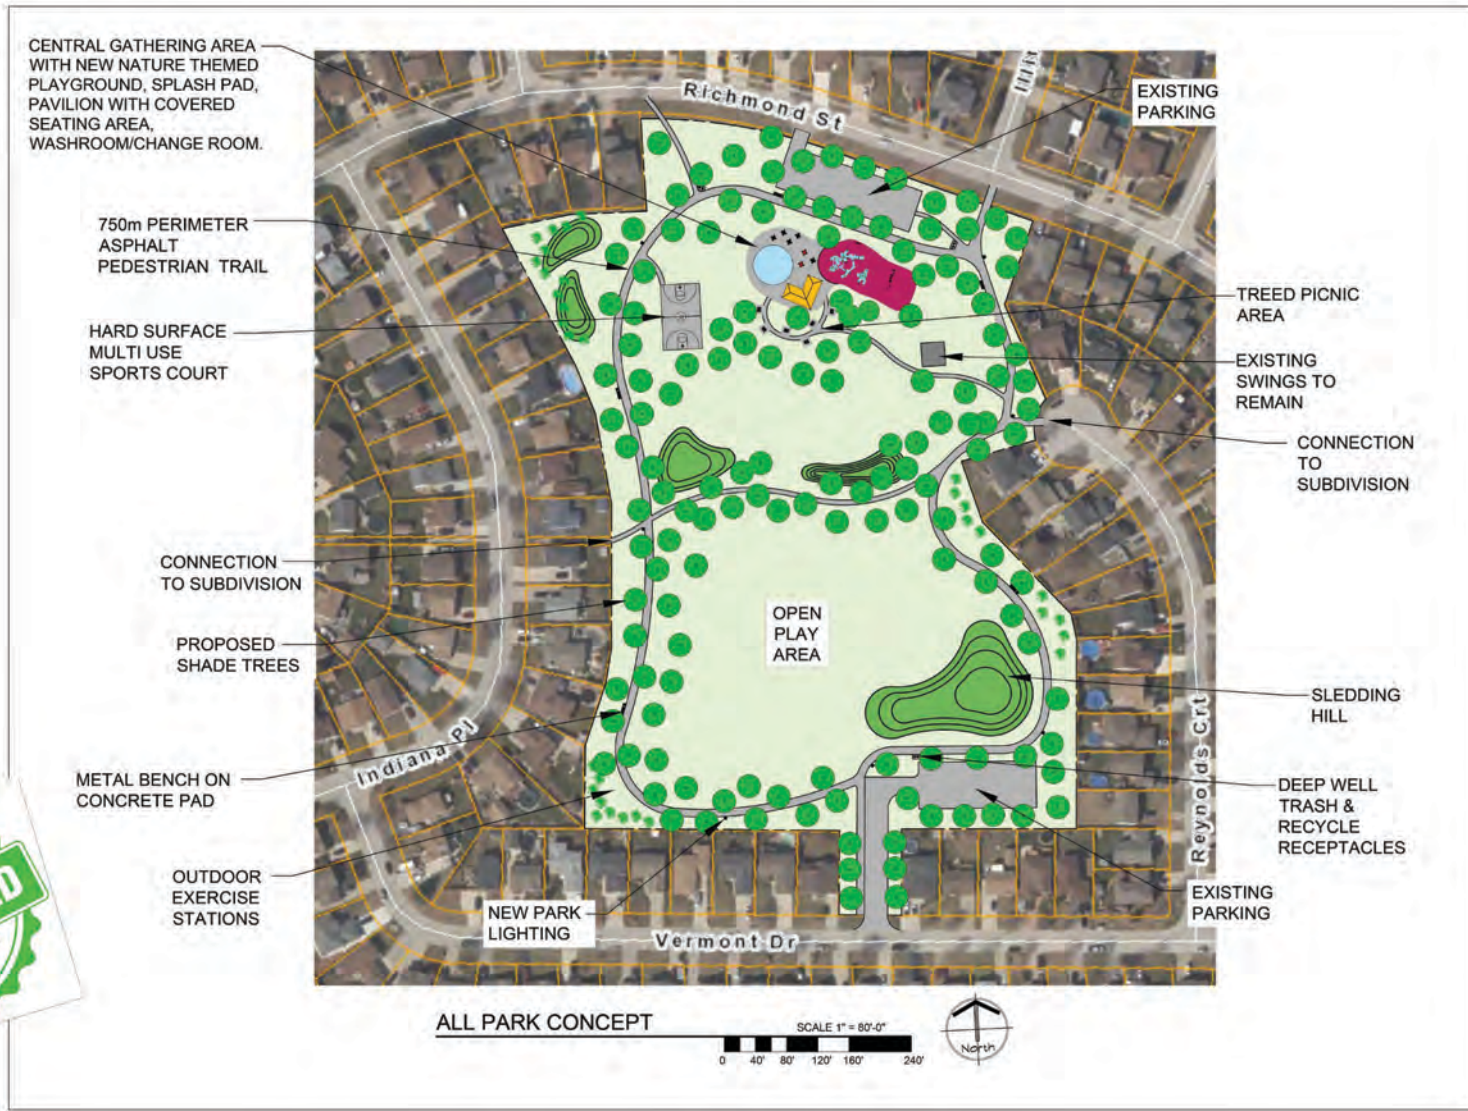 CENTRAL GATHERING AREA
WITH NEW NATURE THEMED
PLAYGROUND, SPLASH PAD,
PAVILION WITH COVERED
SEATING AREA,
WASHROOM/CHANGE ROOM.
Richmond St
EXISTING
PARKING
750m PERIMETER
ASPHALT
PEDESTRIAN TRAIL
HARD SURFACE
MULTI USE
SPORTS COURT
TREED PICNIC
AREA
EXISTING
SWINGS TO
REMAIN
CONNECTION
TO
SUBDIVISION
CONNECTION
TO SUBDIVISION
PROPOSED
SHADE TREES
OPEN
PLAY
AREA
SLEDDING
HILL
Indiana Pl
Reynolds Crt
METAL BENCH ON
CONCRETE PAD
DEEP WELL
TRASH &
RECYCLE
RECEPTACLES
OUTDOOR
EXERCISE
STATIONS
EXISTING
PARKING
NEW PARK
LIGHTING
Vermont Dr
ALL PARK CONCEPT
SCALE 1" = 80'-0"
0 40' 80' 120' 160' 240'
North